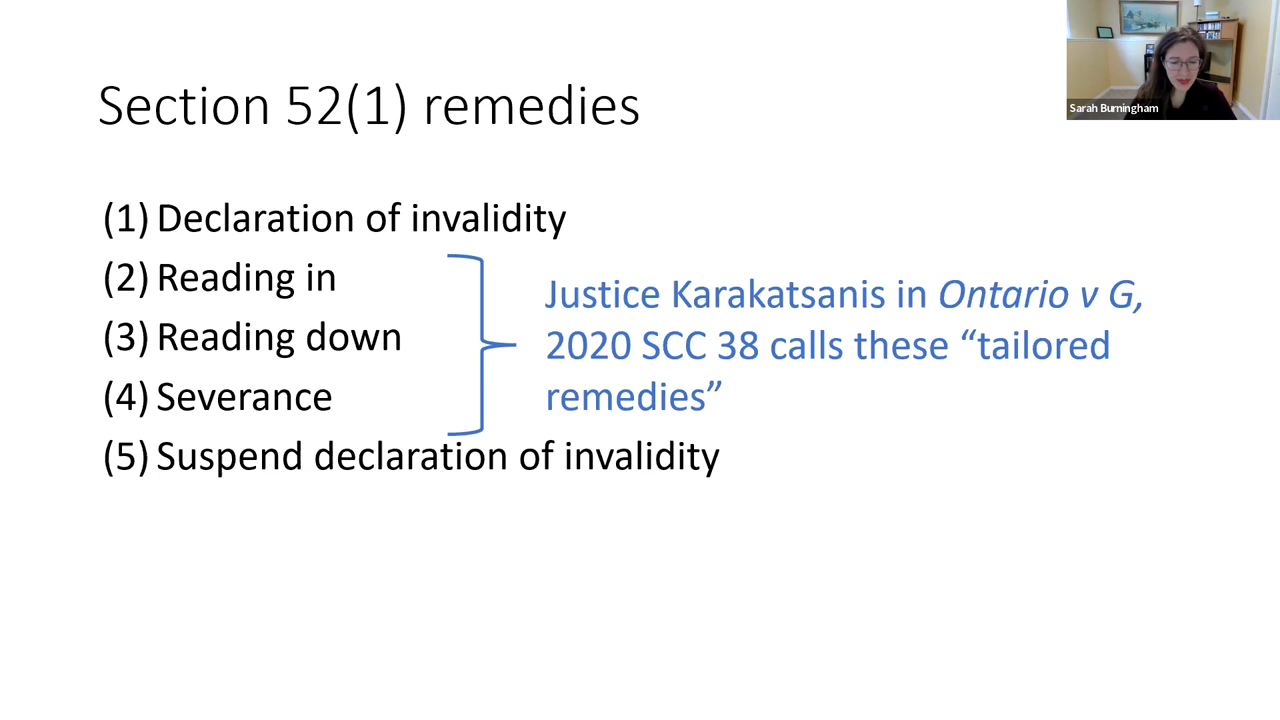 Section 52(1) remedies
Sarah Burningham
(1) Declaration of invalidity
(2) Reading in
(3) Reading down
(4) Severance
(5) Suspend declaration of invalidity
Justice Karakatsanis in Ontario v G,
2020 SCC 38 calls these “tailored
remedies”